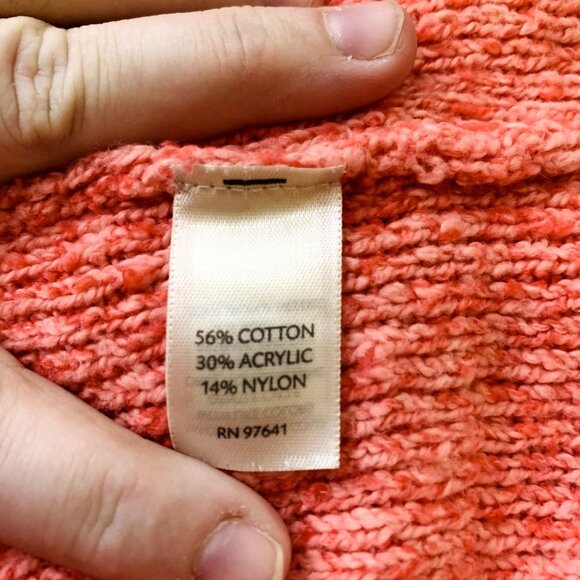 56% COTTON
30% ACRYLIC
14% NYLON
RN 97641